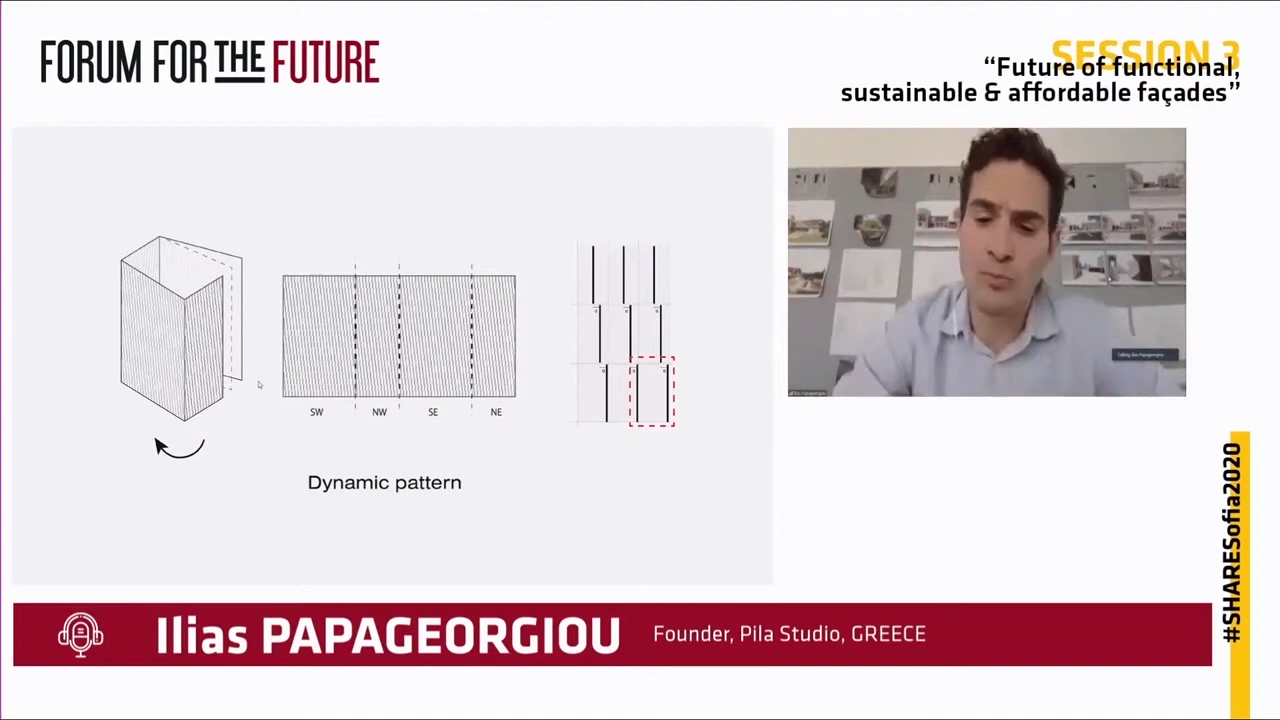 FORUM FOR THE FUTURE
SESSION 3
“Future of functional,
sustainable & affordable façades”
SW NW SE NE
Dynamic pattern
Ilias PAPAGEORGIOU
Founder, Pila Studio, GREECE
#SHARESofia2020